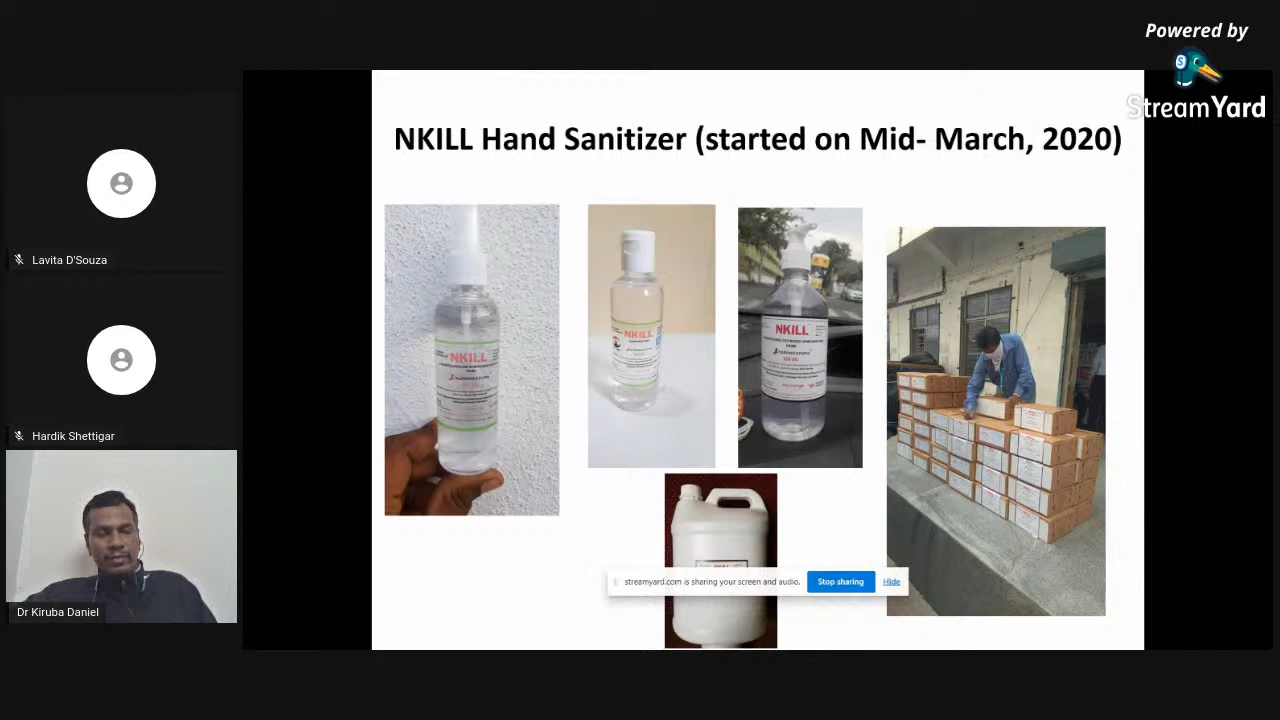 Powered by
StreamYard
NKILL Hand Sanitizer (started on Mid- March, 2020)
Lavita D'Souza
Hardik Shettigar
Dr Kiruba Daniel
NKILL
NKILL
NKILL
NKILL
streamyard.com is sharing your screen and audio.
Stop sharing
Hide